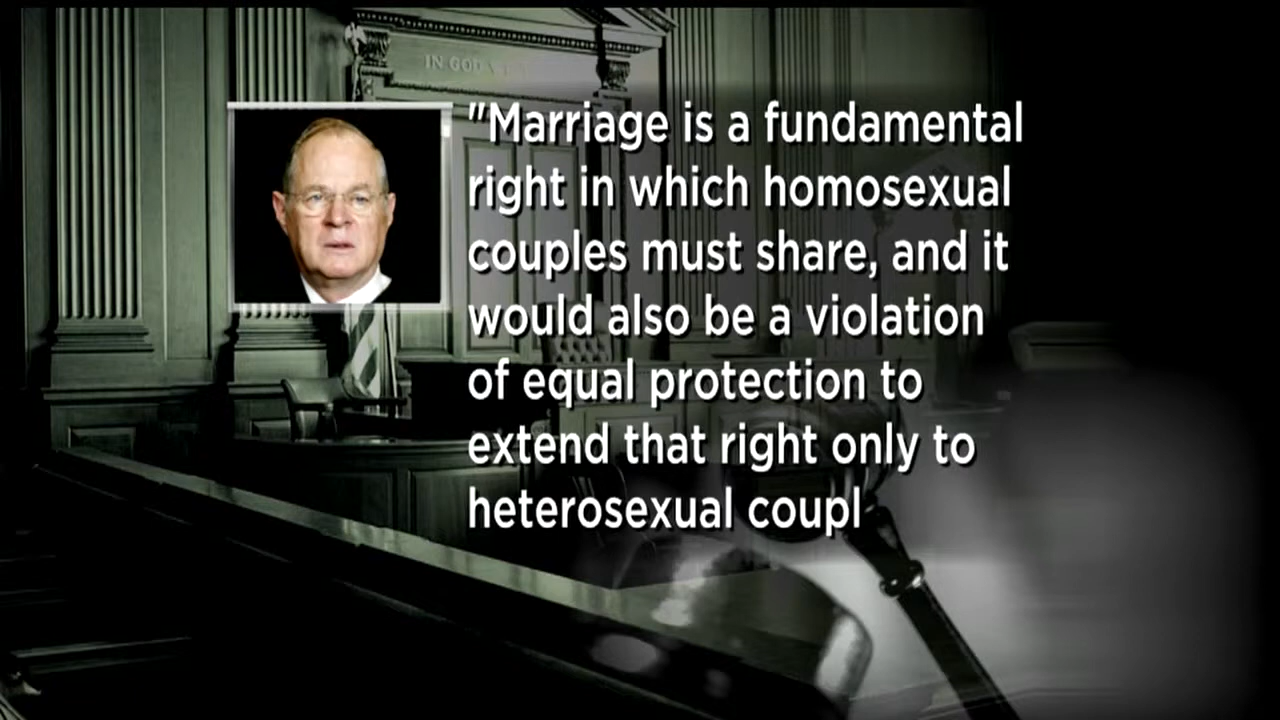 IN GOD
"Marriage is a fundamental
right in which homosexual
couples must share, and it
would also be a violation
of equal protection to
extend that right only to
heterosexual coupl